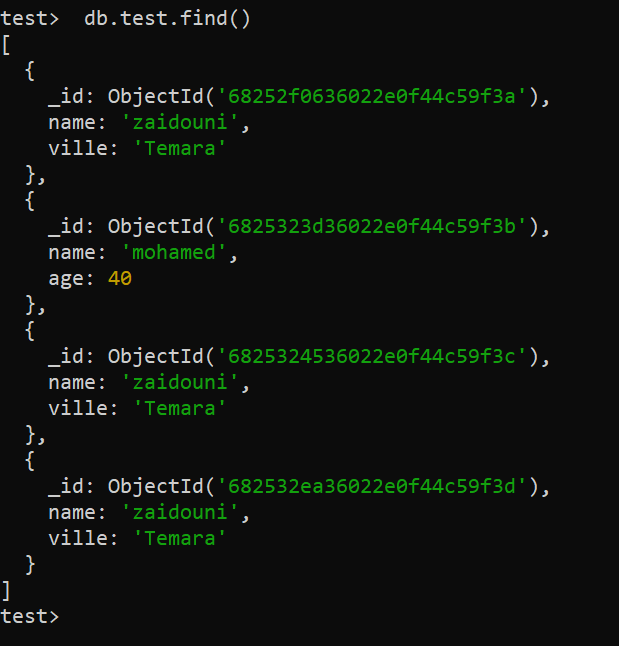 test>  db.test.find()
[
  {
    _id: ObjectId('68252f0636022e0f44c59f3a'),
    name: 'zaidouni',
    ville: 'Temara'
  },
  {
    _id: ObjectId('6825323d36022e0f44c59f3b'),
    name: 'mohamed',
    age: 40
  },
  {
    _id: ObjectId('6825324536022e0f44c59f3c'),
    name: 'zaidouni',
    ville: 'Temara'
  },
  {
    _id: ObjectId('682532ea36022e0f44c59f3d'),
    name: 'zaidouni',
    ville: 'Temara'
  }
]
test>